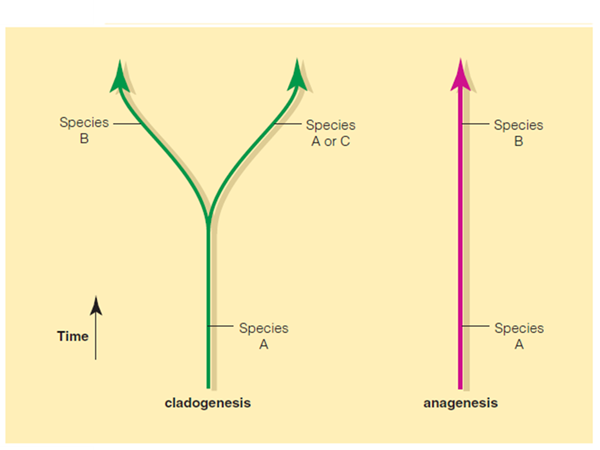 Species
B
Species
A or C
Species
B
Time
Species
A
Species
A
cladogenesis
anagenesis